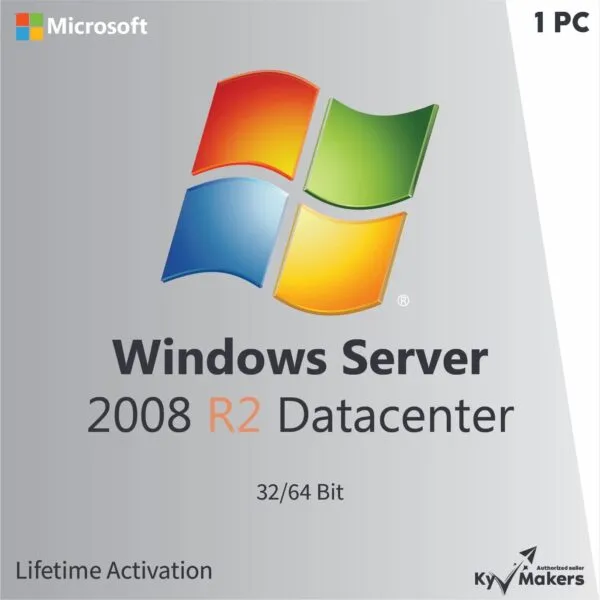 Microsoft
1 PC
®
Windows Server
2008 R2 Datacenter
32/64 Bit
Lifetime Activation
Authorized seller
Ky Makers